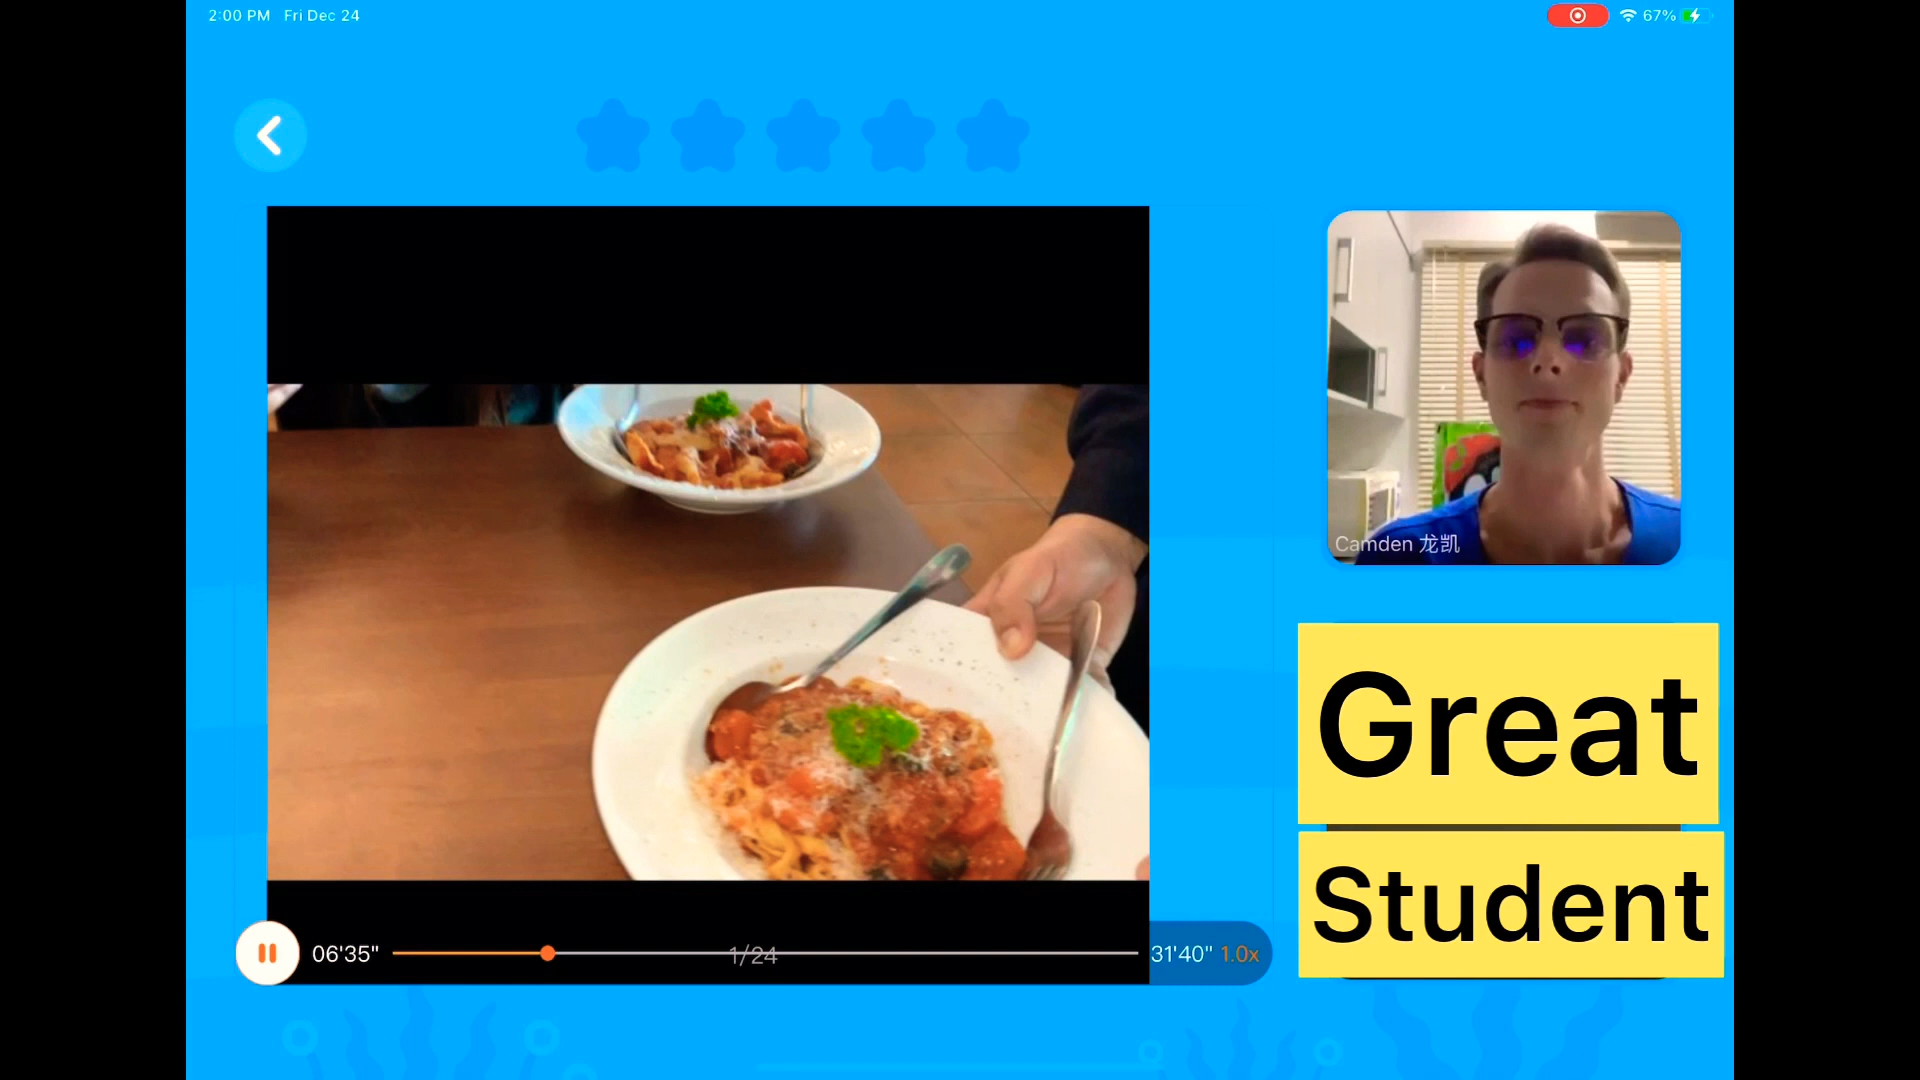 2:00 PM Fri Dec 24
67%
Camden 龙凯
Great
Student
06'35"
1/24
31'40" 1.0x